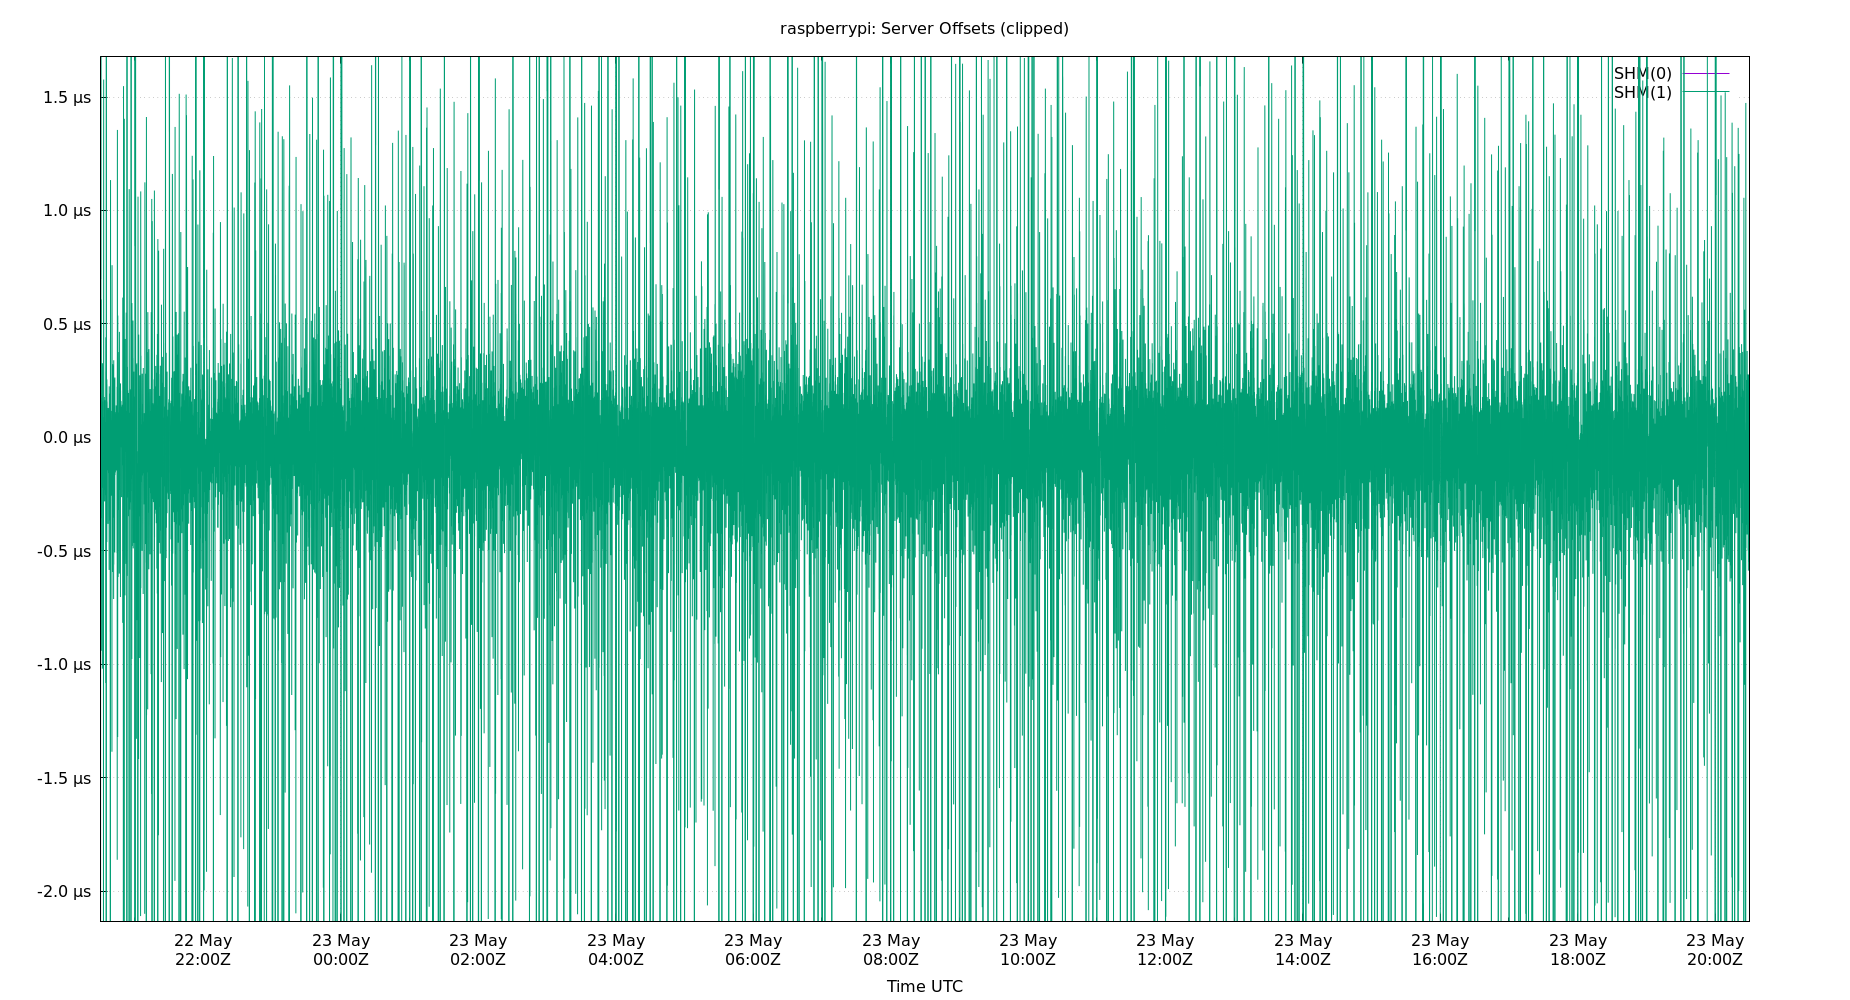 raspberrypi: Server Offsets (clipped)
SHM(0)
SHM(1)
1.5 µs
1.0 µs
0.5 µs
0.0 µs
-0.5 µs
-1.0 µs
-1.5 µs
-2.0 µs
22 May 23 May 23 May 23 May 23 May 23 May 23 May 23 May 23 May 23 May 23 May 23 May
22:00Z 00:00Z 02:00Z 04:00Z 06:00Z 08:00Z 10:00Z 12:00Z 14:00Z 16:00Z 18:00Z 20:00Z
Time UTC